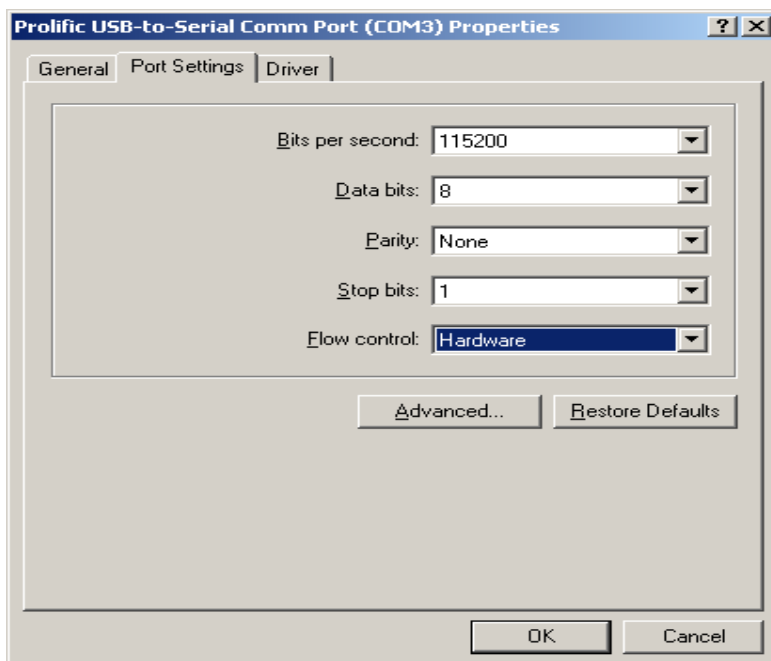 Prolific USB-to-Serial Comm Port (COM3) Properties ? X
General Port Settings Driver
Bits per second: 115200
Data bits: 8
Parity: None
Stop bits: 1
Flow control: Hardware
Advanced... Restore Defaults
OK Cancel